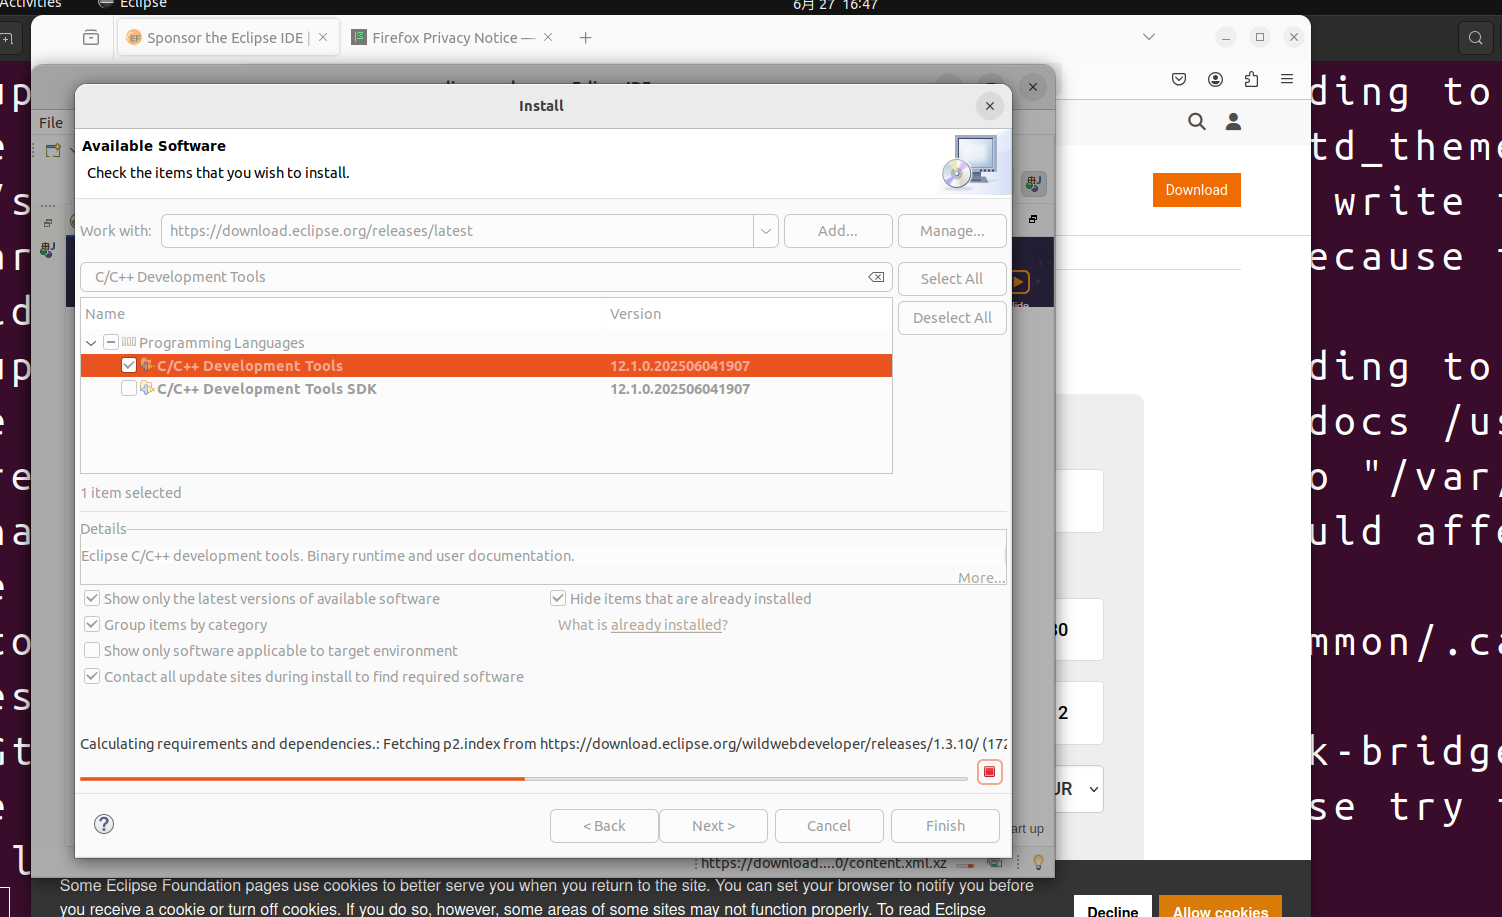 Activities
Eclipse
6月 27 16:47
Sponsor the Eclipse IDE |
Firefox Privacy Notice —
File
Install
Available Software
Check the items that you wish to install.
Work with:
https://download.eclipse.org/releases/latest
Add...
Manage...
C/C++ Development Tools
Select All
Deselect All
Name
Version
Programming Languages
C/C++ Development Tools
12.1.0.202506041907
C/C++ Development Tools SDK
12.1.0.202506041907
1 item selected
Details
Eclipse C/C++ development tools. Binary runtime and user documentation.
More...
Show only the latest versions of available software
Hide items that are already installed
Group items by category
What is already installed?
Show only software applicable to target environment
Contact all update sites during install to find required software
Calculating requirements and dependencies.: Fetching p2.index from https://download.eclipse.org/wildwebdeveloper/releases/1.3.10/ (172
< Back
Next >
Cancel
Finish
https://download....0/content.xml.xz
art up
Download
ding to
td_theme
write
ecause
ding to
docs /us
o "/var/
uld affe
mmon/.ca
k-bridge
se try
Some Eclipse Foundation pages use cookies to better serve you when you return to the site. You can set your browser to notify you before
you receive a cookie or turn off cookies. If you do so, however, some areas of some sites may not function properly. To read Eclipse
Decline
Allow cookies